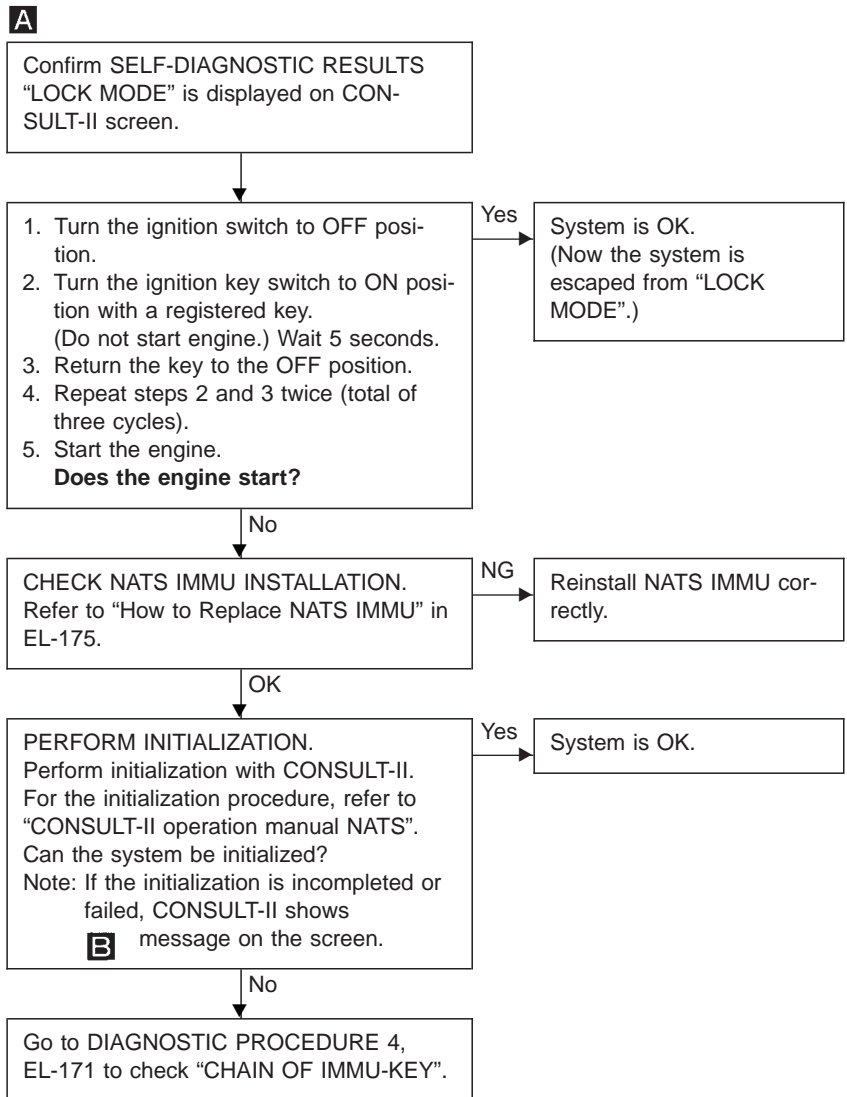 A
Confirm SELF-DIAGNOSTIC RESULTS
“LOCK MODE” is displayed on CON-
SULT-II screen.
1. Turn the ignition switch to OFF posi-
tion.
2. Turn the ignition key switch to ON posi-
tion with a registered key.
(Do not start engine.) Wait 5 seconds.
3. Return the key to the OFF position.
4. Repeat steps 2 and 3 twice (total of
three cycles).
5. Start the engine.
Does the engine start?
Yes
System is OK.
(Now the system is
escaped from “LOCK
MODE”.)
No
CHECK NATS IMMU INSTALLATION.
Refer to “How to Replace NATS IMMU” in
EL-175.
NG
Reinstall NATS IMMU cor-
rectly.
OK
PERFORM INITIALIZATION.
Perform initialization with CONSULT-II.
For the initialization procedure, refer to
“CONSULT-II operation manual NATS”.
Can the system be initialized?
Note: If the initialization is incompleted or
failed, CONSULT-II shows
B message on the screen.
Yes
System is OK.
No
Go to DIAGNOSTIC PROCEDURE 4,
EL-171 to check “CHAIN OF IMMU-KEY”.